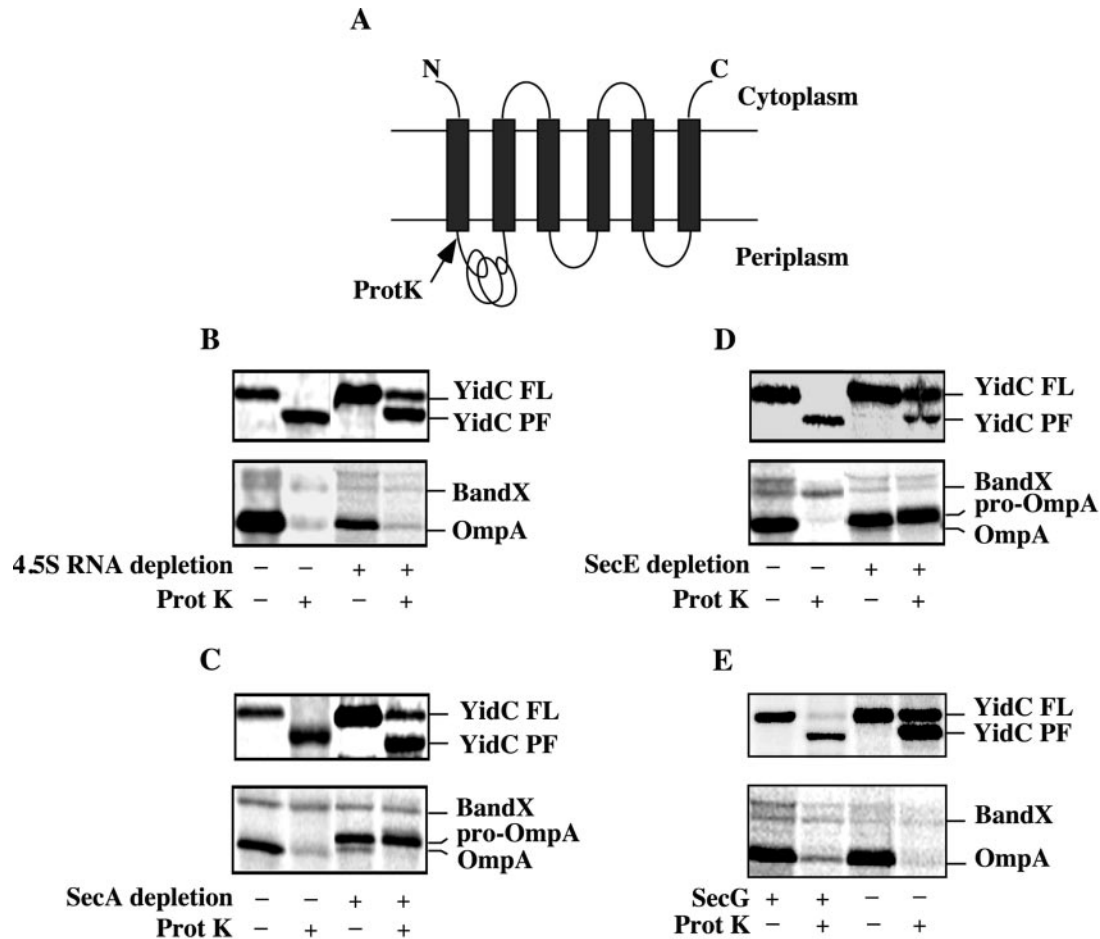 A
N
C
Cytoplasm
Periplasm
ProtK
B
YidC FL
YidC PF
BandX
OmpA
4.5S RNA depletion – – + +
Prot K – + – +
D
YidC FL
YidC PF
BandX
pro-OmpA
OmpA
SecE depletion – – + +
Prot K – + – +
C
YidC FL
YidC PF
BandX
pro-OmpA
OmpA
SecA depletion – – + +
Prot K – + – +
E
YidC FL
YidC PF
BandX
OmpA
SecG + + – –
Prot K – + – +